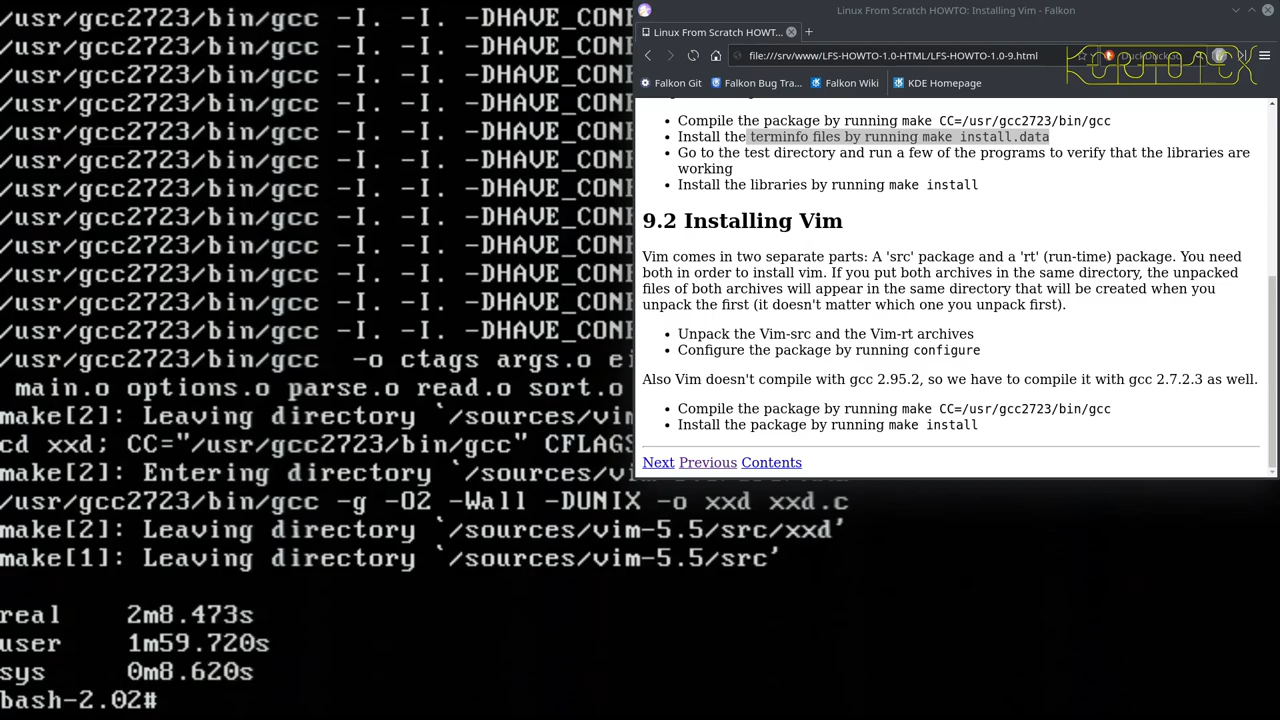 /usr/gcc2723/bin/gcc -I. -I. -DHAVE_CONF
/usr/gcc2723/bin/gcc -I. -I. -DHAVE_CONF
/usr/gcc2723/bin/gcc -I. -I. -DHAVE_CONF
/usr/gcc2723/bin/gcc -I. -I. -DHAVE_CONF
/usr/gcc2723/bin/gcc -I. -I. -DHAVE_CONF
/usr/gcc2723/bin/gcc -I. -I. -DHAVE_CONF
/usr/gcc2723/bin/gcc -I. -I. -DHAVE_CONF
/usr/gcc2723/bin/gcc -I. -I. -DHAVE_CONF
/usr/gcc2723/bin/gcc -I. -I. -DHAVE_CONF
/usr/gcc2723/bin/gcc -I. -I. -DHAVE_CONF
/usr/gcc2723/bin/gcc -I. -I. -DHAVE_CONF
/usr/gcc2723/bin/gcc -I. -I. -DHAVE_CONF
/usr/gcc2723/bin/gcc  -o ctags args.o ei
 main.o options.o parse.o read.o sort.o
make[2]: Leaving directory `/sources/vim
cd xxd; CC="/usr/gcc2723/bin/gcc" CFLAGS
make[2]: Entering directory `/sources/vim
/usr/gcc2723/bin/gcc -g -O2 -Wall -DUNIX -o xxd xxd.c
make[2]: Leaving directory `/sources/vim-5.5/src/xxd'
make[1]: Leaving directory `/sources/vim-5.5/src'
real    2m8.473s
user    1m59.720s
sys     0m8.620s
bash-2.02#
Linux From Scratch HOWTO: Installing Vim - Falkon
Linux From Scratch HOWT...
file:///srv/www/LFS-HOWTO-1.0-HTML/LFS-HOWTO-1.0-9.html
Falkon Git Falkon Bug Tra... Falkon Wiki KDE Homepage
• Compile the package by running make CC=/usr/gcc2723/bin/gcc
• Install the terminfo files by running make install.data
• Go to the test directory and run a few of the programs to verify that the libraries are
working
• Install the libraries by running make install
9.2 Installing Vim
Vim comes in two separate parts: A 'src' package and a 'rt' (run-time) package. You need
both in order to install vim. If you put both archives in the same directory, the unpacked
files of both archives will appear in the same directory that will be created when you
unpack the first (it doesn't matter which one you unpack first).
• Unpack the Vim-src and the Vim-rt archives
• Configure the package by running configure
Also Vim doesn't compile with gcc 2.95.2, so we have to compile it with gcc 2.7.2.3 as well.
• Compile the package by running make CC=/usr/gcc2723/bin/gcc
• Install the package by running make install
Next Previous Contents